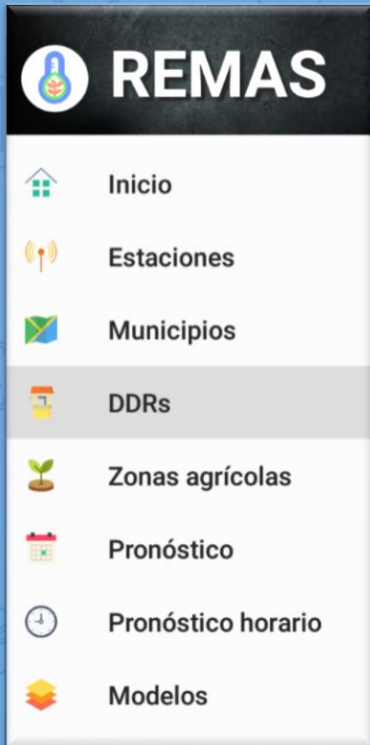 REMAS
Inicio
Estaciones
Municipios
DDRs
Zonas agrícolas
Pronóstico
Pronóstico horario
Modelos